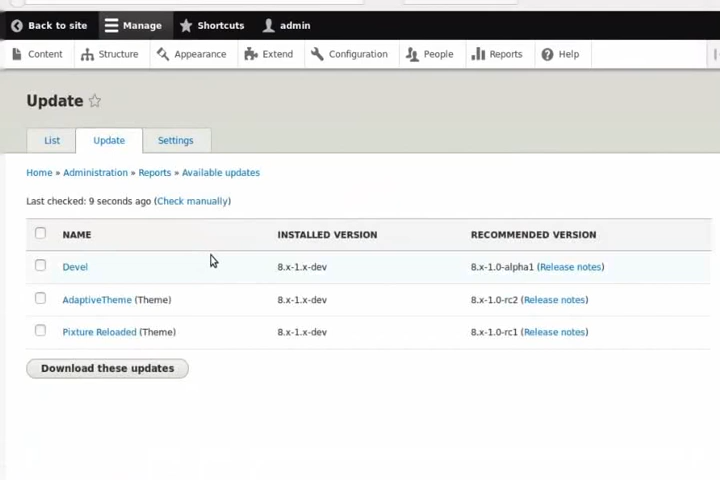 Back to site Manage Shortcuts admin
Content Structure Appearance Extend Configuration People Reports Help
Update
List Update Settings
Home » Administration » Reports » Available updates
Last checked: 9 seconds ago (Check manually)
NAME INSTALLED VERSION RECOMMENDED VERSION
Devel 8.x-1.x-dev 8.x-1.0-alpha1 (Release notes)
AdaptiveTheme (Theme) 8.x-1.x-dev 8.x-1.0-rc2 (Release notes)
Pixture Reloaded (Theme) 8.x-1.x-dev 8.x-1.0-rc1 (Release notes)
Download these updates